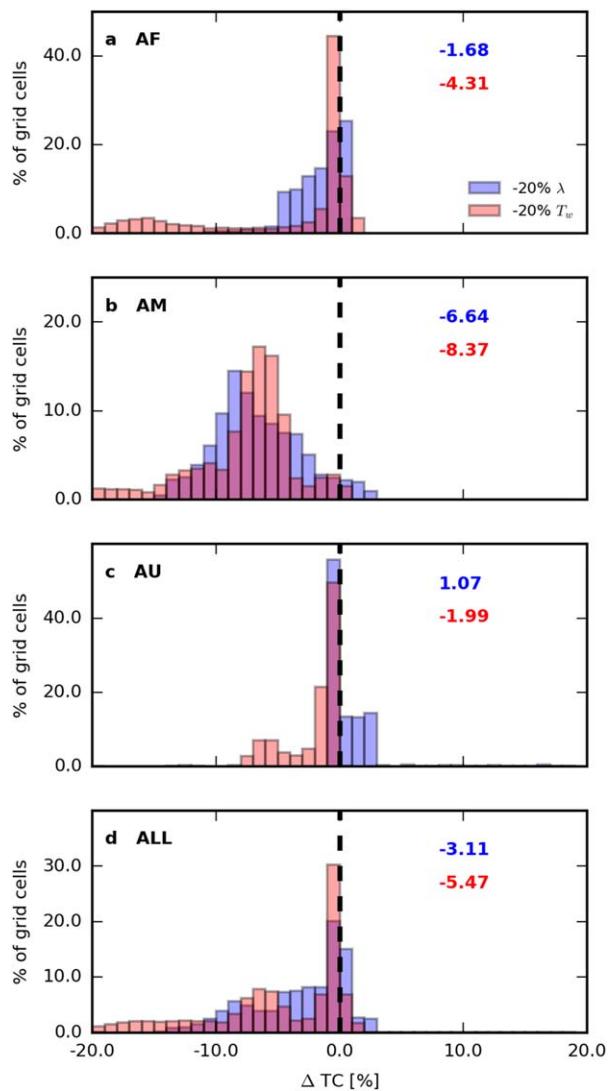 a AF
-1.68
-4.31
% of grid cells
40.0
20.0
0.0
-20% λ
-20% T_w
b AM
-6.64
-8.37
% of grid cells
20.0
10.0
0.0
c AU
1.07
-1.99
% of grid cells
40.0
20.0
0.0
d ALL
-3.11
-5.47
% of grid cells
30.0
20.0
10.0
0.0
-20.0 -10.0 0.0 10.0 20.0
Δ TC [%]